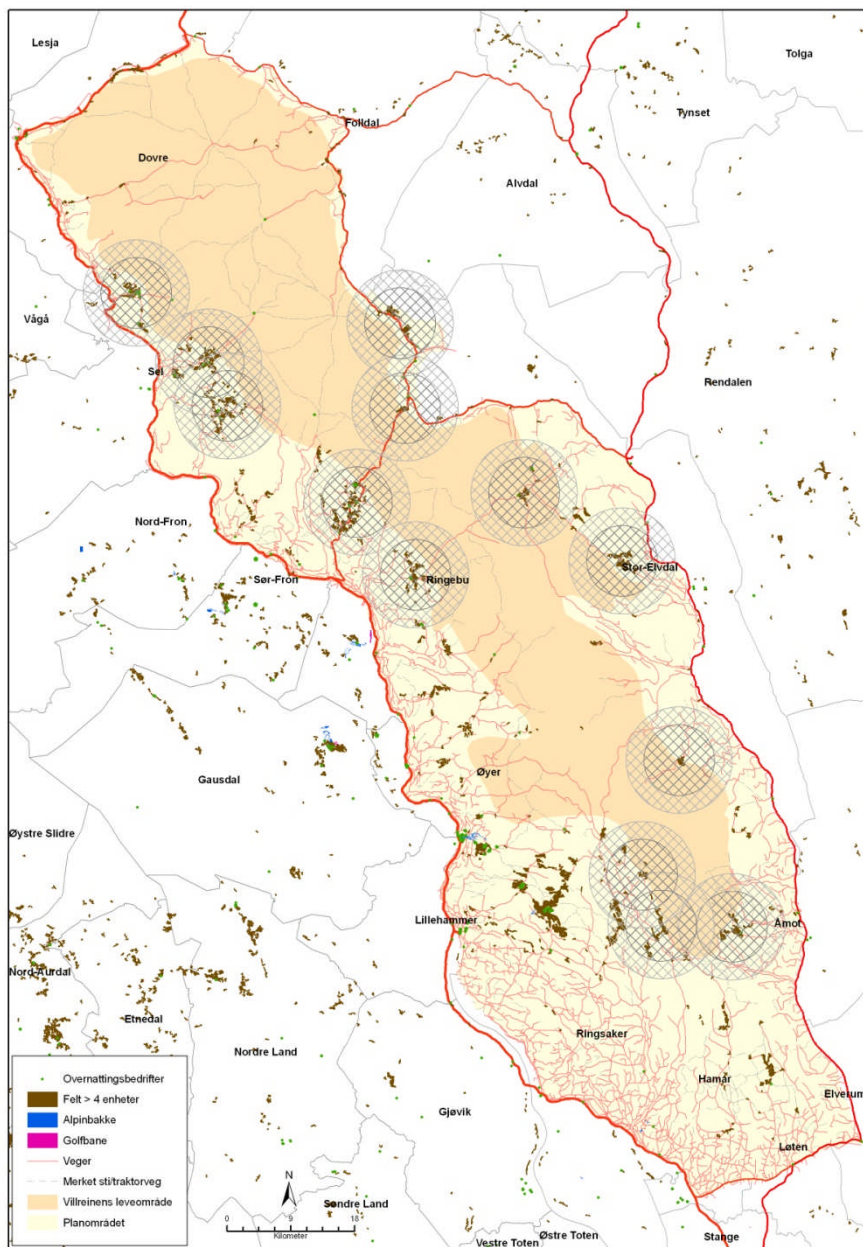 Lesja
Tolga
Tynset
Folldal
Dovre
Alvdal
Vågå
Sel
Rendalen
Nord-Fron
Sør-Fron
Ringebu
Stor-Elvdal
Øyer
Gausdal
Øystre Slidre
Lillehammer
Åmot
Nord-Aurdal
Etnedal
Nordre Land
Ringsaker
Hamar
Elverum
Gjøvik
Løten
Søndre Land
Vestre Toten
Østre Toten
Stange
Overnattingsbedrifter
Felt > 4 enheter
Alpinbakke
Golfbane
Veger
Merket sti/traktorveg
Villreinens leveområde
Planområdet
N
0 9 18
Kilometer